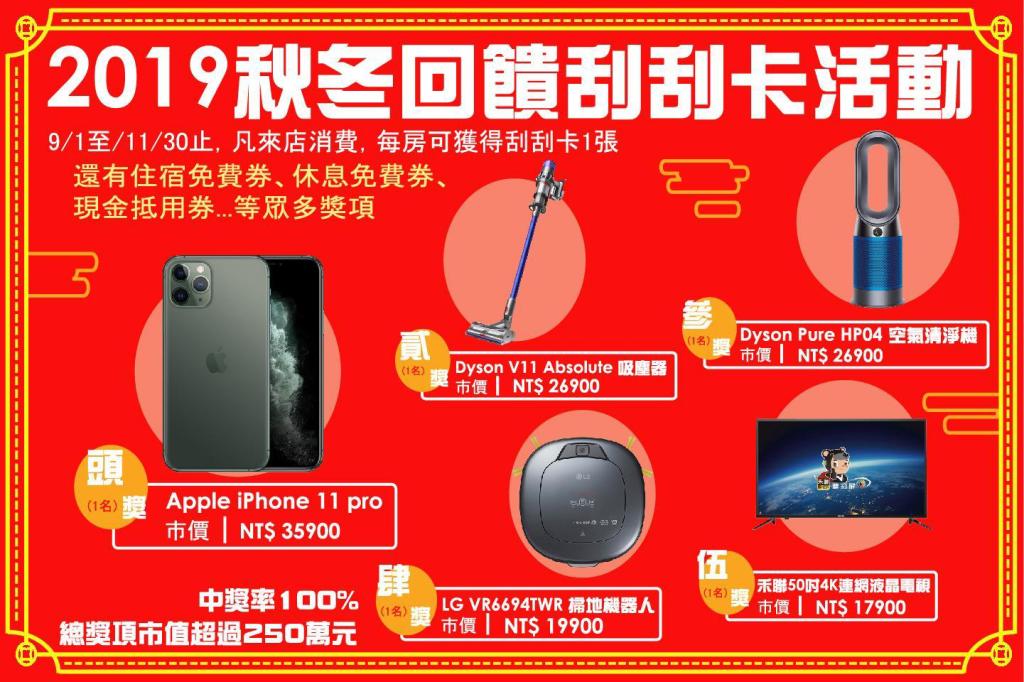 2019秋冬回饋刮刮卡活動
9/1至/11/30止, 凡來店消費, 每房可獲得刮刮卡1張
還有住宿免費券、休息免費券、
現金抵用券...等眾多獎項
頭獎
(1名)
Apple iPhone 11 pro
市價 | NT$ 35900
貳獎
(1名)
Dyson V11 Absolute 吸塵器
市價 | NT$ 26900
參獎
(1名)
Dyson Pure HP04 空氣清淨機
市價 | NT$ 26900
肆獎
(1名)
LG
LG VR6694TWR 掃地機器人
市價 | NT$ 19900
伍獎
(1名)
禾聯50吋4K連網液晶電視
市價 | NT$ 17900
中獎率100%
總獎項市值超過250萬元